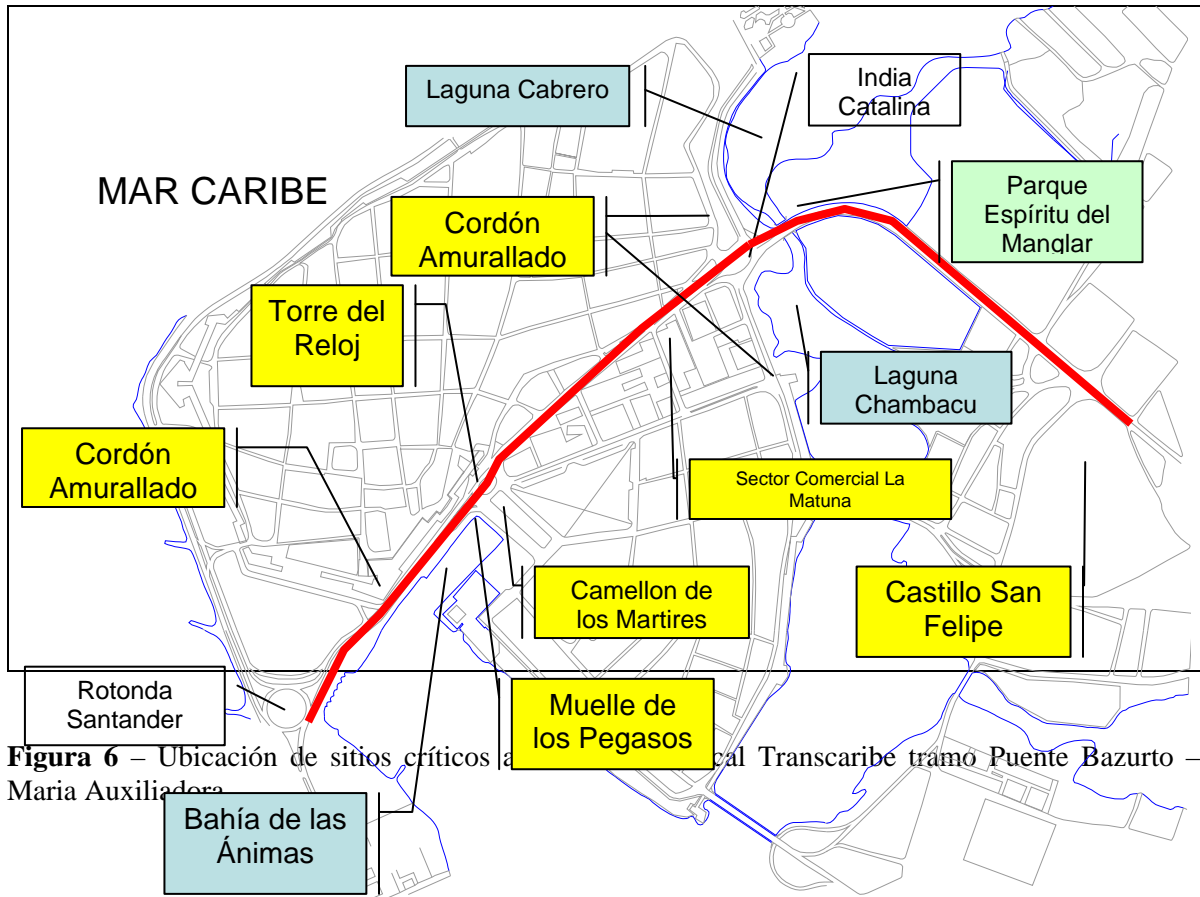 Laguna Cabrero
India
Catalina
MAR CARIBE
Parque
Espíritu del
Manglar
Cordón
Amurallado
Torre del
Reloj
Laguna
Chambacu
Cordón
Amurallado
Sector Comercial La
Matuna
Camellon de
los Martires
Castillo San
Felipe
Rotonda
Santander
Muelle de
los Pegasos
Figura 6 – Ubicación de sitios críticos Transcaribe tramo Puente Bazurto –
Maria Auxiliadora
Bahía de las
Ánimas